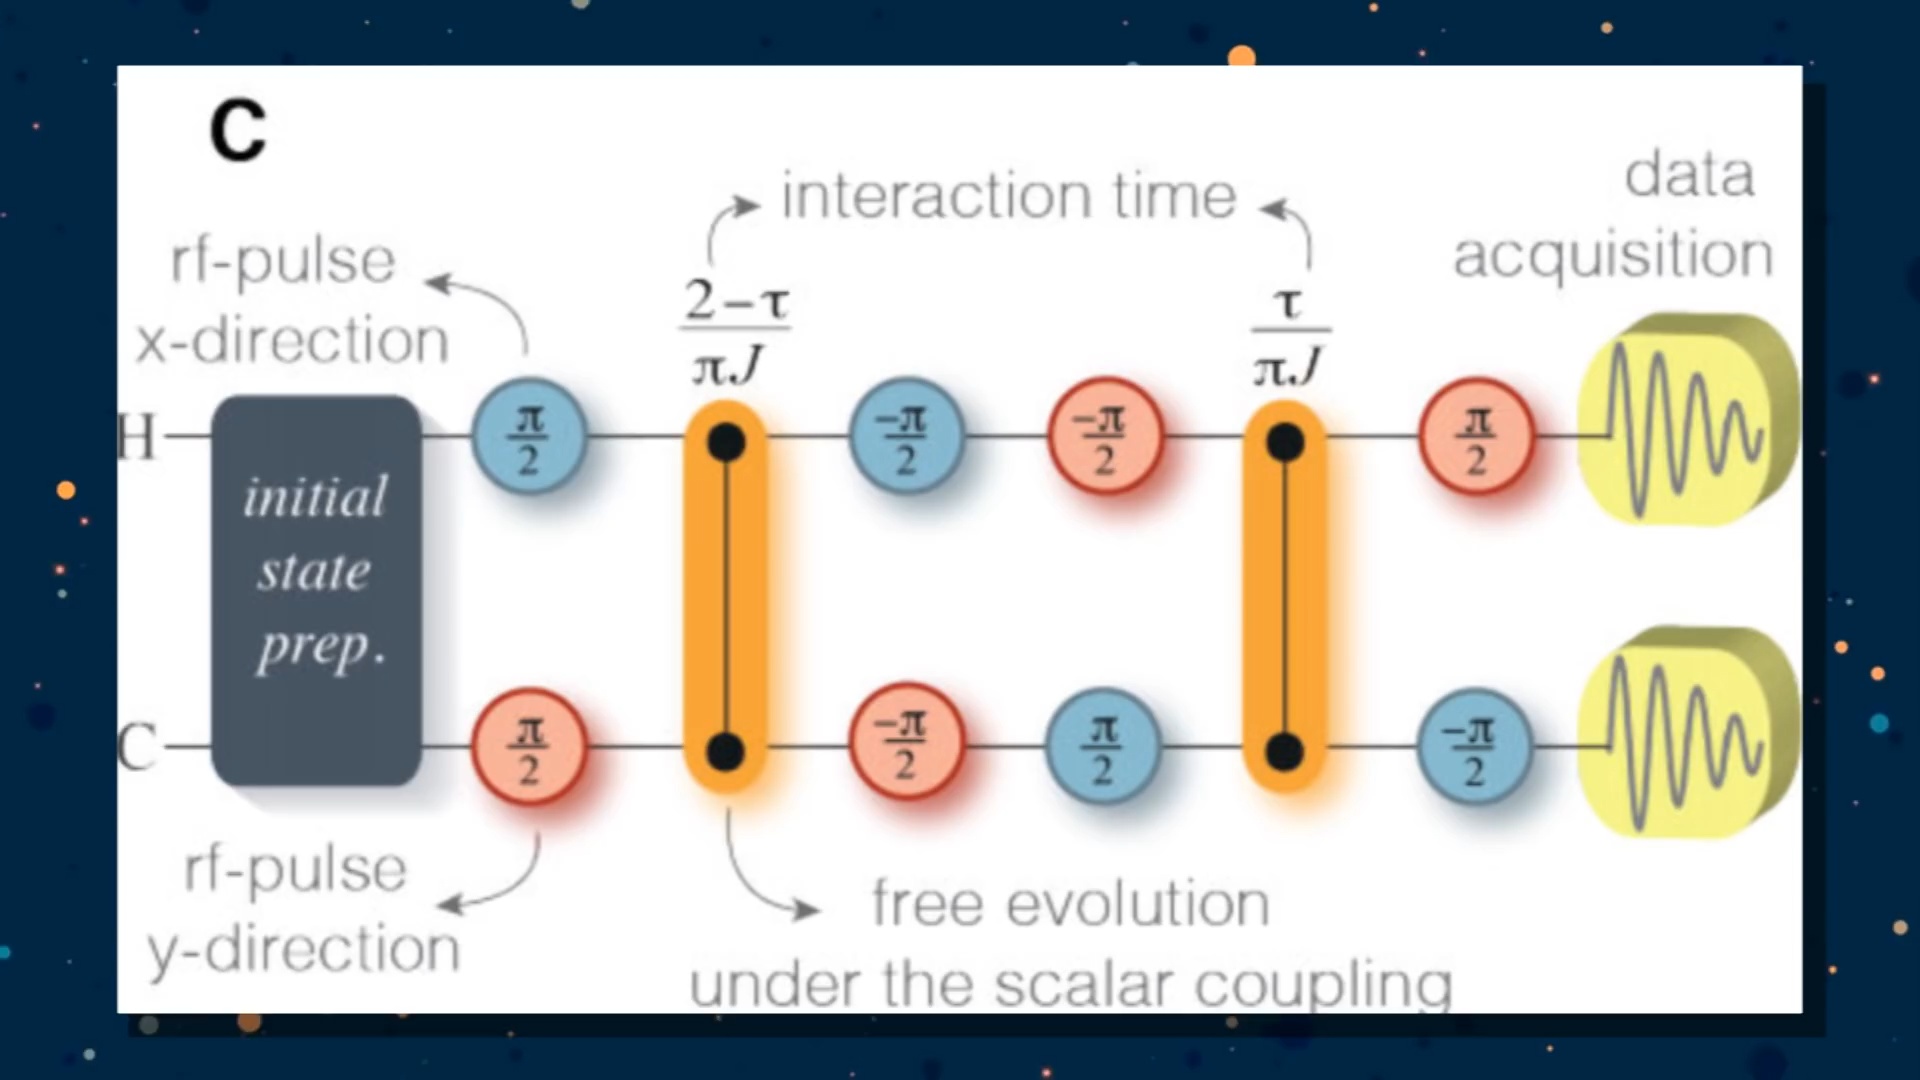 C
interaction time
data
acquisition
rf-pulse
x-direction
2−τ
πJ
τ
πJ
H
π
2
−π
2
−π
2
π
2
initial
state
prep.
C
π
2
−π
2
π
2
−π
2
rf-pulse
y-direction
free evolution
under the scalar coupling